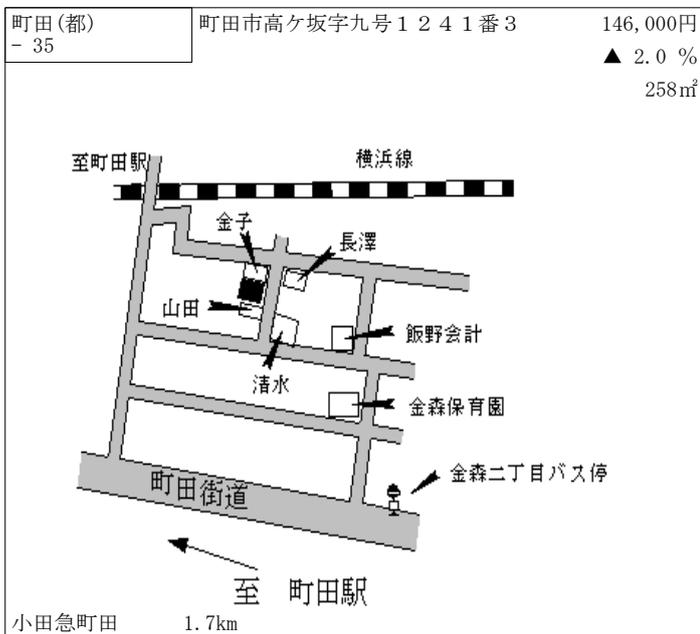 町田(都)
- 35
町田市高ケ坂字九号１２４１番３
146,000円
▲ 2.0 %
258㎡
至町田駅
横浜線
金子
長澤
山田
飯野会計
清水
金森保育園
金森二丁目バス停
町田街道
至 町田駅
小田急町田 1.7km